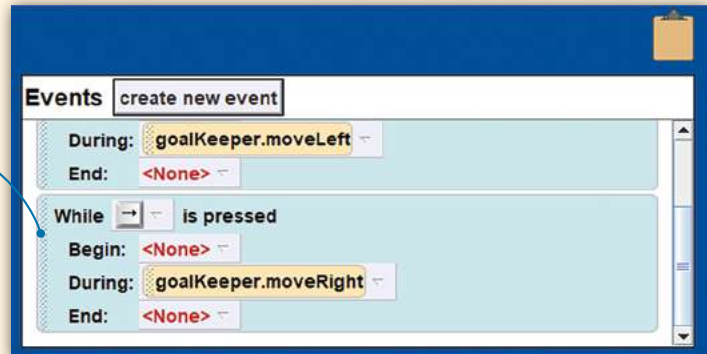 Events create new event
During: goalKeeper.moveLeft
End: <None>
While → is pressed
Begin: <None>
During: goalKeeper.moveRight
End: <None>